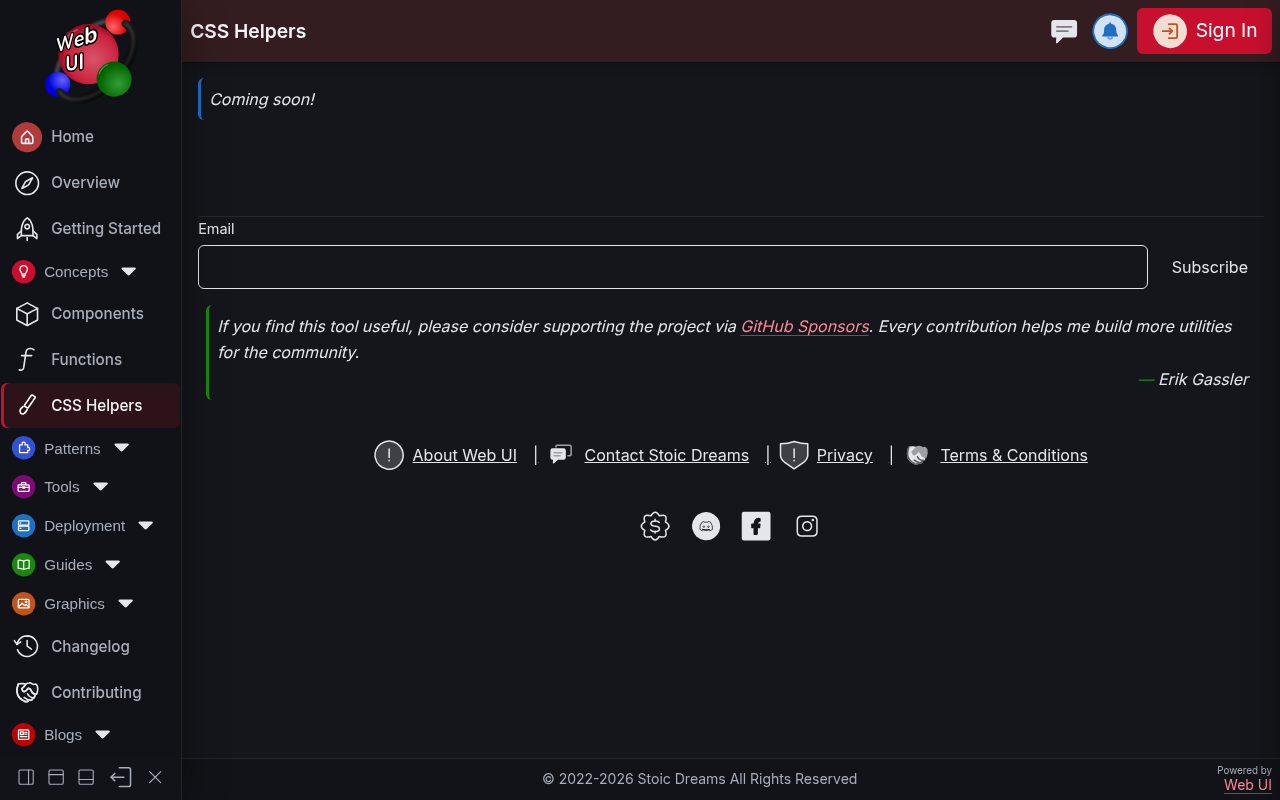 Web
UI
CSS Helpers
Sign In
Home
Overview
Getting Started
Concepts
Components
Functions
CSS Helpers
Patterns
Tools
Deployment
Guides
Graphics
Changelog
Contributing
Blogs
Coming soon!
Email
Subscribe
If you find this tool useful, please consider supporting the project via GitHub Sponsors. Every contribution helps me build more utilities
for the community.
— Erik Gassler
About Web UI | Contact Stoic Dreams | Privacy | Terms & Conditions
© 2022-2026 Stoic Dreams All Rights Reserved
Powered by
Web UI